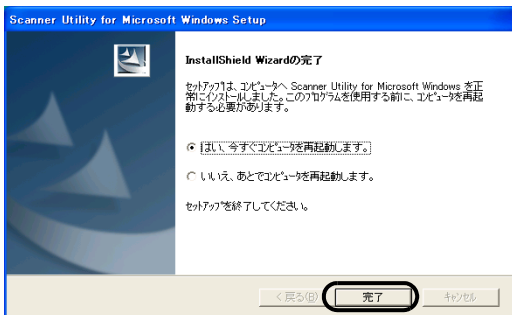 Scanner Utility for Microsoft Windows Setup
InstallShield Wizardの完了
セットアップは、コンピュータへ Scanner Utility for Microsoft Windows を正
常にインストールしました。このプログラムを使用する前に、コンピュータを再起
動する必要があります。
はい、今すぐコンピュータを再起動します。
いいえ、あとでコンピュータを再起動します。
セットアップを終了してください。
< 戻る(B)
完了
キャンセル